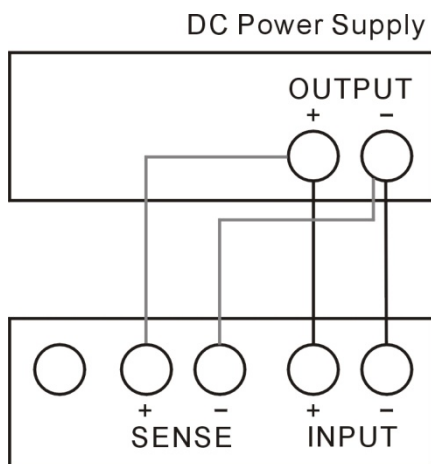 DC Power Supply
OUTPUT
+ −
+ − + −
SENSE INPUT